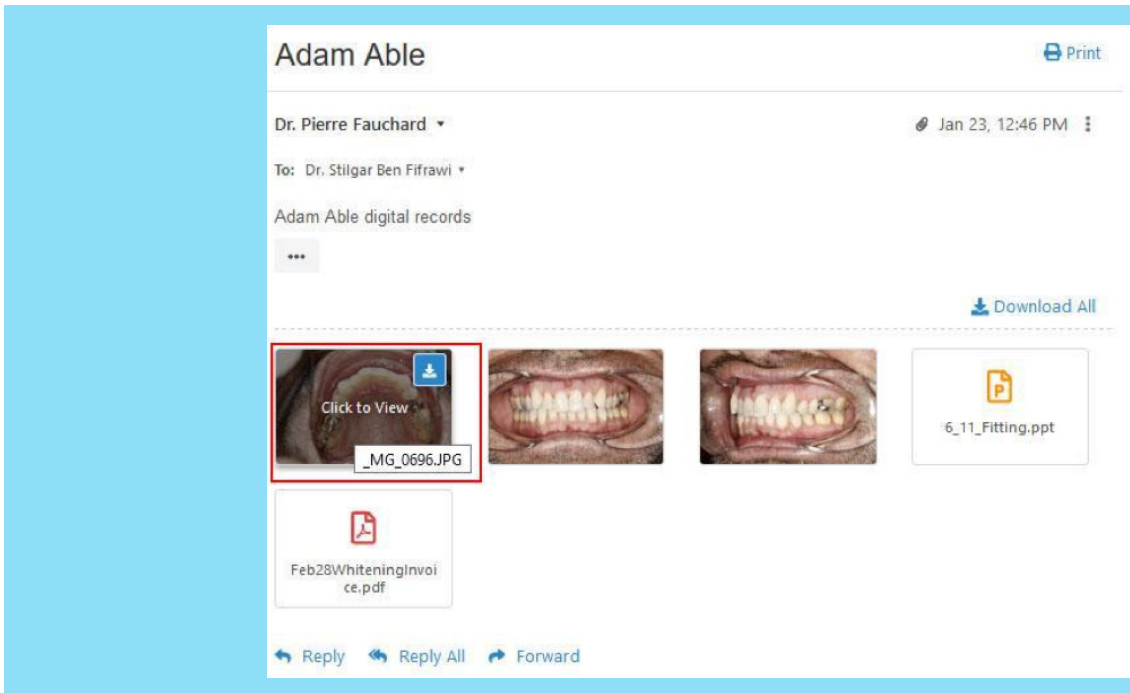 Adam Able
Print
Dr. Pierre Fauchard
Jan 23, 12:46 PM
To: Dr. Stilgar Ben Fifrawi
Adam Able digital records
•••
Download All
Click to View
_MG_0696.JPG
6_11_Fitting.ppt
Feb28WhiteningInvoi
ce.pdf
Reply Reply All Forward